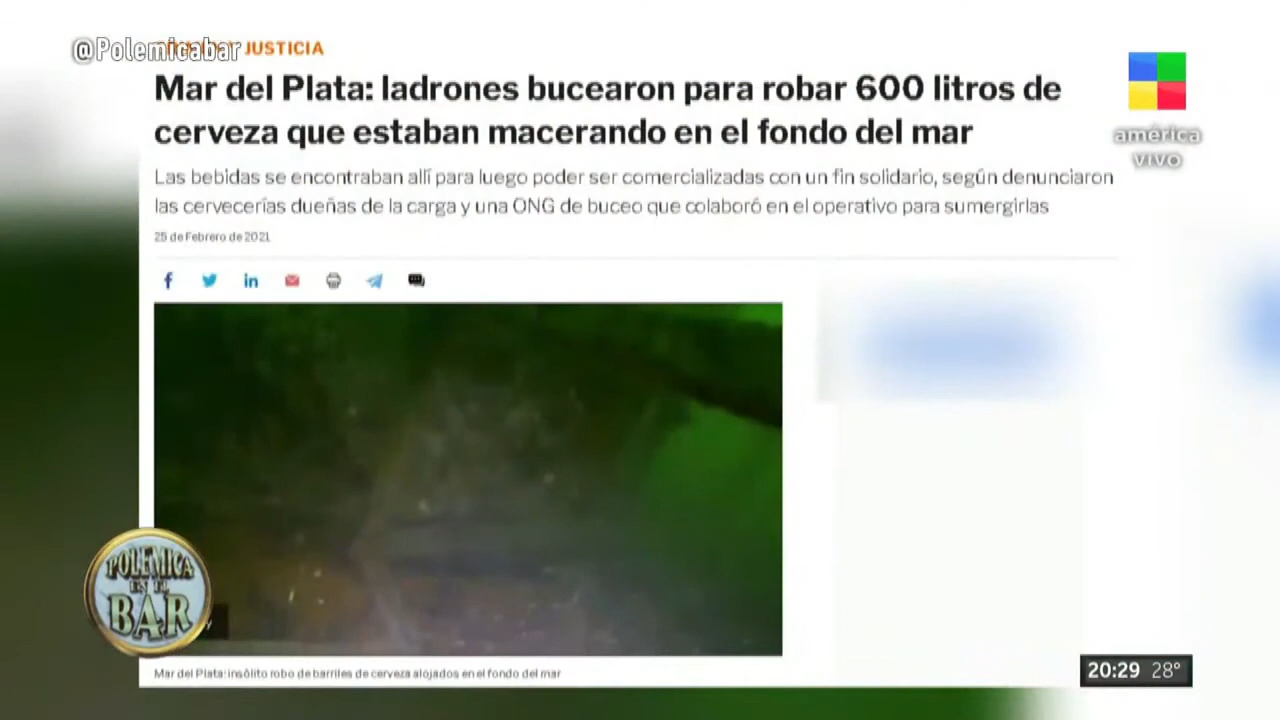 @Polemicabar
JUSTICIA
Mar del Plata: ladrones bucearon para robar 600 litros de
cerveza que estaban macerando en el fondo del mar
Las bebidas se encontraban allí para luego poder ser comercializadas con un fin solidario, según denunciaron
las cervecerías dueñas de la carga y una ONG de buceo que colaboró en el operativo para sumergirlas
25 de Febrero de 2021
Mar del Plata: insólito robo de barriles de cerveza alojados en el fondo del mar
POLEMICA
EN EL
BAR
américa
vivo
20:29 28°